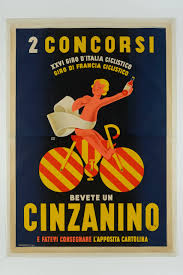 2 CONCORSI
XXVI GIRO D'ITALIA CICLISTICO
GIRO DI FRANCIA CICLISTICO
BEVETE UN
CINZANINO
E FATEVI CONSEGNARE L'APPOSITA CARTOLINA